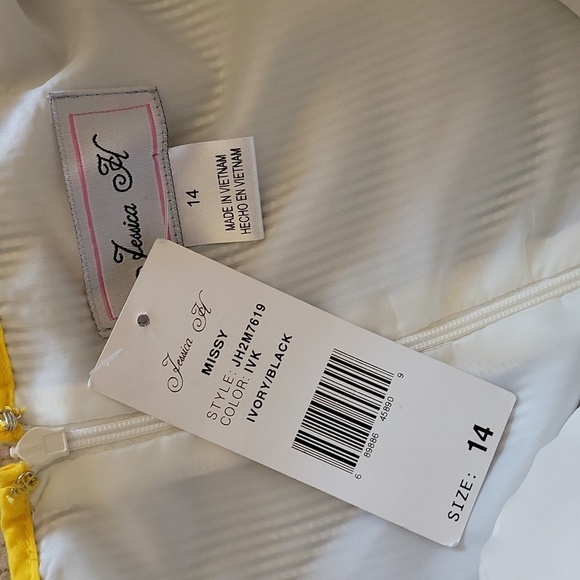 Jessica H
14
MADE IN VIETNAM
HECHO EN VIETNAM
Jessica H
MISSY
STYLE: JH2M7619
COLOR: IVK
IVORY/BLACK
6 89886 45890 9
SIZE: 14